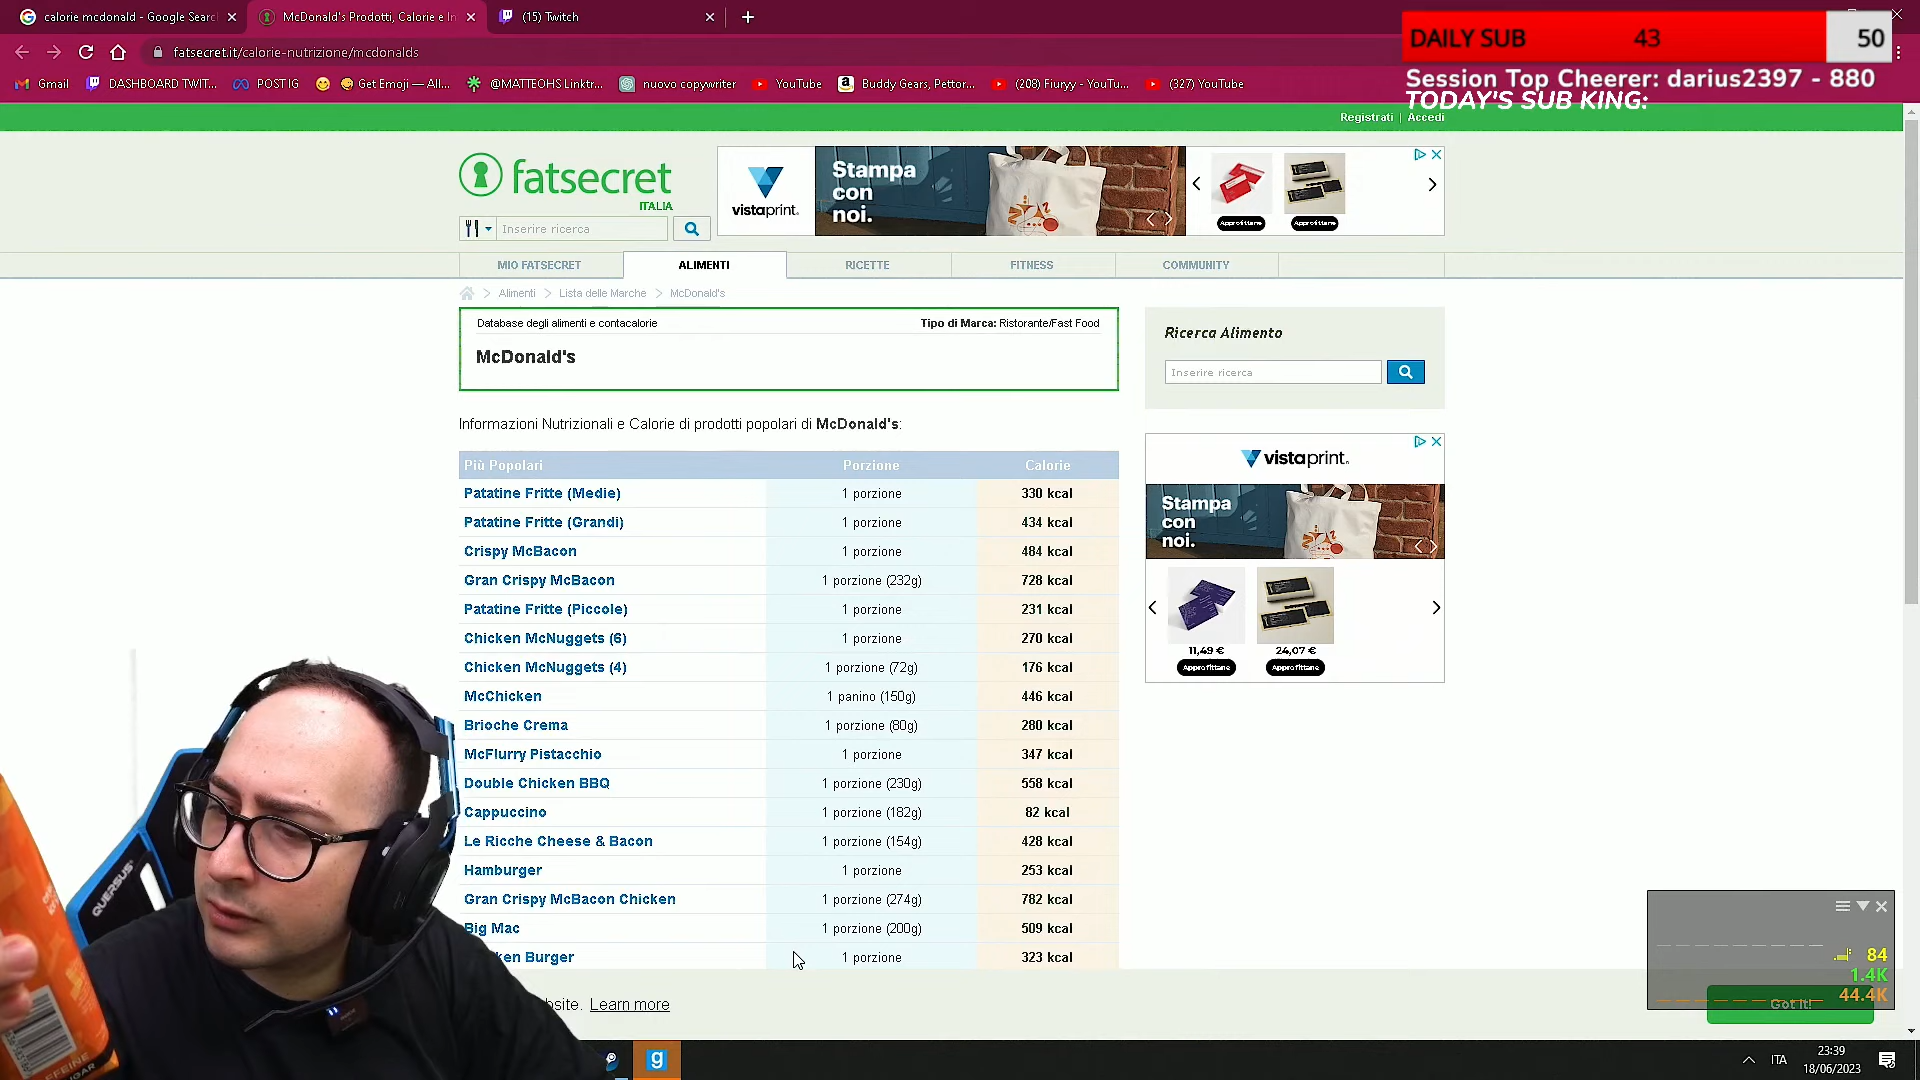 calorie mcdonald - Google Searc
McDonald's Prodotti, Calorie e In
(15) Twitch
fatsecret.it/calorie-nutrizione/mcdonalds
Gmail
DASHBOARD TWIT...
POST IG
Get Emoji — All...
@MATTEOHS Linktr...
nuovo copywriter
YouTube
Buddy Gears, Pettor...
(208) Fiuryy - YouTu...
(327) YouTube
DAILY SUB 43 50
Session Top Cheerer: darius2397 - 880
TODAY'S SUB KING:
Registrati | Accedi
fatsecret
ITALIA
Inserire ricerca
vistaprint.
Stampa
con
noi.
Approfittane
Approfittane
MIO FATSECRET
ALIMENTI
RICETTE
FITNESS
COMMUNITY
Alimenti
Lista delle Marche
McDonald's
Database degli alimenti e contacalorie
Tipo di Marca: Ristorante/Fast Food
McDonald's
Ricerca Alimento
Inserire ricerca
Informazioni Nutrizionali e Calorie di prodotti popolari di McDonald's:
Più Popolari Porzione Calorie
Patatine Fritte (Medie) 1 porzione 330 kcal
Patatine Fritte (Grandi) 1 porzione 434 kcal
Crispy McBacon 1 porzione 484 kcal
Gran Crispy McBacon 1 porzione (232g) 728 kcal
Patatine Fritte (Piccole) 1 porzione 231 kcal
Chicken McNuggets (6) 1 porzione 270 kcal
Chicken McNuggets (4) 1 porzione (72g) 176 kcal
McChicken 1 panino (150g) 446 kcal
Brioche Crema 1 porzione (80g) 280 kcal
McFlurry Pistacchio 1 porzione 347 kcal
Double Chicken BBQ 1 porzione (230g) 558 kcal
Cappuccino 1 porzione (182g) 82 kcal
Le Ricche Cheese & Bacon 1 porzione (154g) 428 kcal
Hamburger 1 porzione 253 kcal
Gran Crispy McBacon Chicken 1 porzione (274g) 782 kcal
Big Mac 1 porzione (200g) 509 kcal
ken Burger 1 porzione 323 kcal
vistaprint.
Stampa
con
noi.
11,49 €
24,07 €
Approfittane
Approfittane
bsite. Learn more
QUERSUS
84
1.4K
44.4K
Got it!
ITA
23:39
18/06/2023